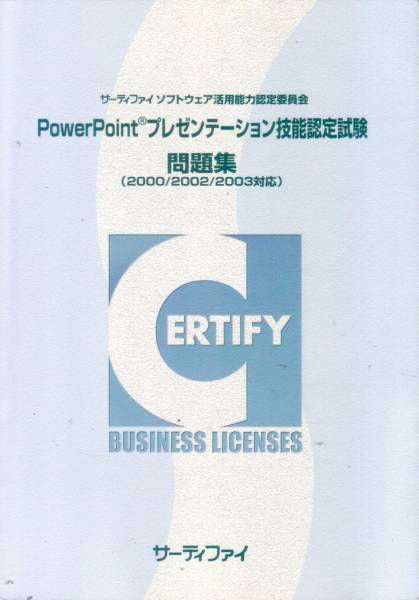 サーティファイ ソフトウェア活用能力認定委員会
PowerPoint®プレゼンテーション技能認定試験
問題集
(2000/2002/2003対応)
CERTIFY
BUSINESS LICENSES
サーティファイ